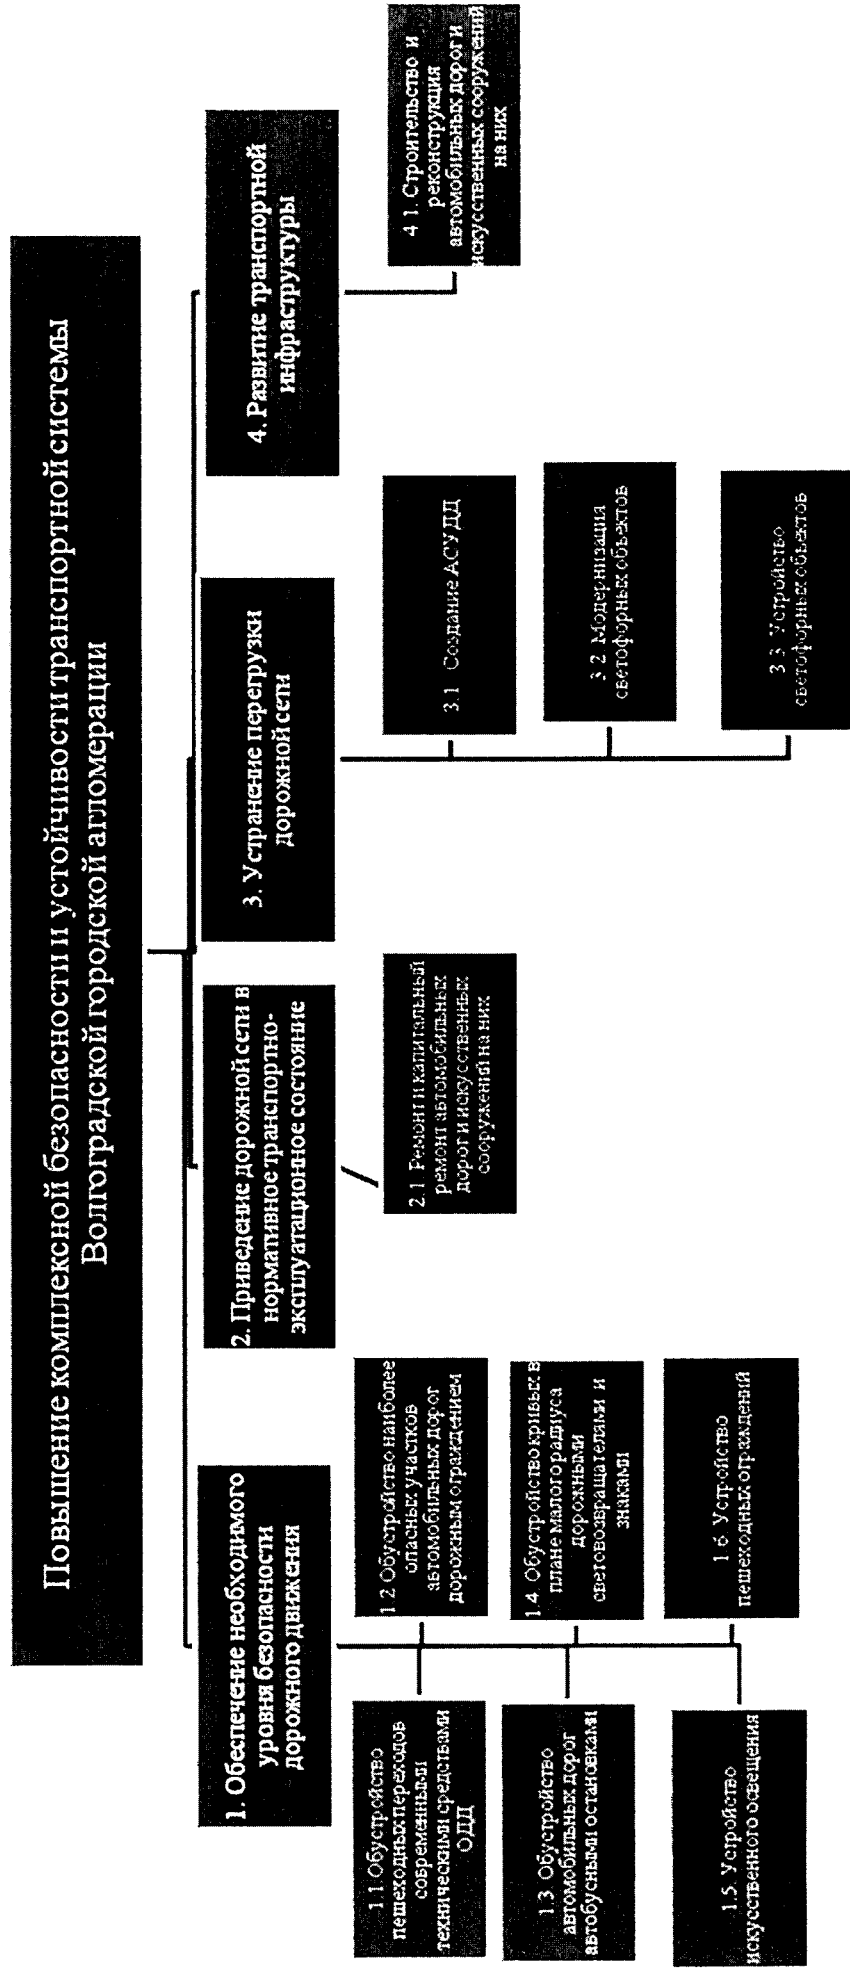 Повышение комплексной безопасности и устойчивости транспортной системы
Волгоградской городской агломерации
1. Обеспечение необходимого
уровня безопасности
дорожного движения
1.1 Обустройство
пешеходных переходов
современными
техническими средствами
ОДД
1.2 Обустройство наиболее
опасных участков
автомобильных дорог
дорожным ограждением
1.3. Обустройство
автомобильных дорог
автобусными остановками
1.4. Обустройство кривых в
плане малого радиуса
дорожными
световозвращателями и
знаками
1.5. Устройство
искусственного освещения
1.6. Устройство
пешеходных ограждений
2. Приведение дорожной сети в
нормативное транспортно-
эксплуатационное состояние
2.1. Ремонт и капитальный
ремонт автомобильных
дорог и искусственных
сооружений на них
3. Устранение перегрузки
дорожной сети
3.1. Создание АСУДД
3.2. Модернизация
светофорных объектов
3.3. Устройство
светофорных объектов
4. Развитие транспортной
инфраструктуры
4.1. Строительство и
реконструкция
автомобильных дорог и
искусственных сооружений
на них